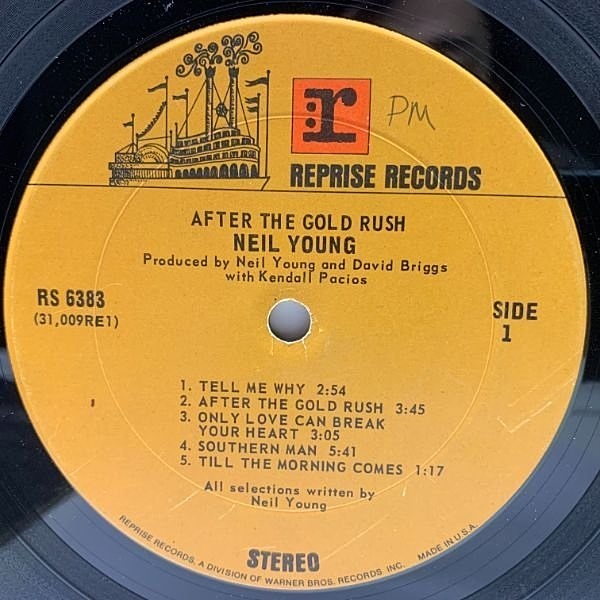 :r
PM
REPRISE RECORDS
AFTER THE GOLD RUSH
NEIL YOUNG
Produced by Neil Young and David Briggs
with Kendall Pacios
RS 6383
(31,009RE1)
SIDE
1
1. TELL ME WHY 2:54
2. AFTER THE GOLD RUSH 3:45
3. ONLY LOVE CAN BREAK
YOUR HEART 3:05
4. SOUTHERN MAN 5:41
5. TILL THE MORNING COMES 1:17
All selections written by
Neil Young
STEREO
REPRISE RECORDS, A DIVISION OF WARNER BROS. RECORDS INC. MADE IN U.S.A.